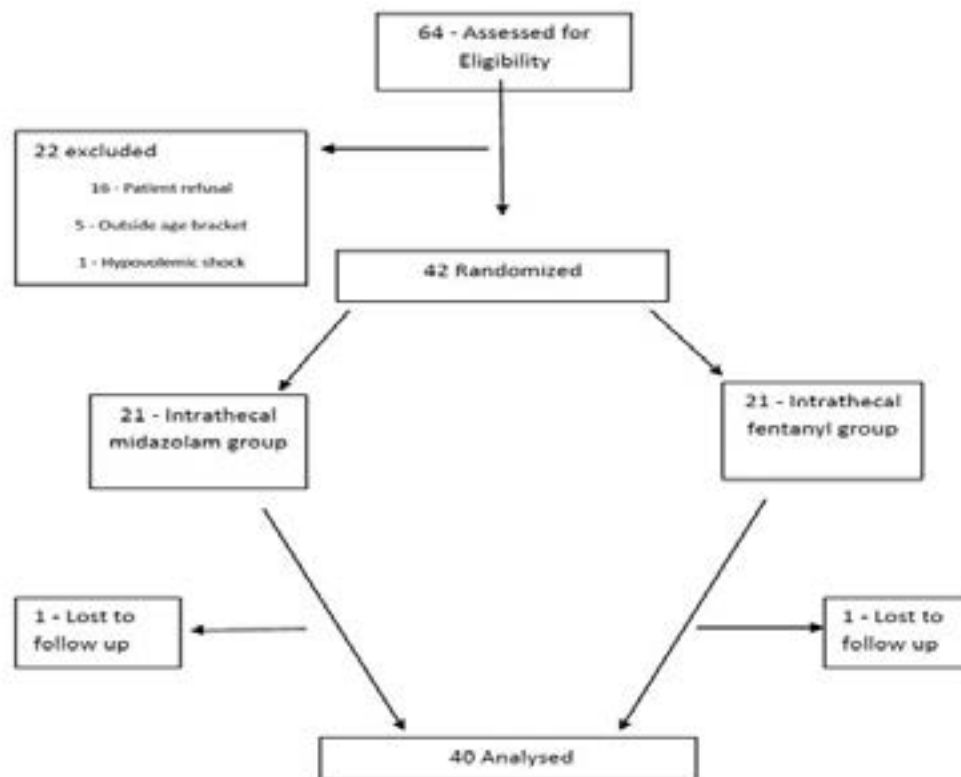 64 - Assessed for
Eligibility
22 excluded
16 - Patient refusal
5 - Outside age bracket
1 - Hypovolemic shock
42 Randomized
21 - Intrathecal
midazolam group
21 - Intrathecal
fentanyl group
1 - Lost to
follow up
1 - Lost to
follow up
40 Analysed